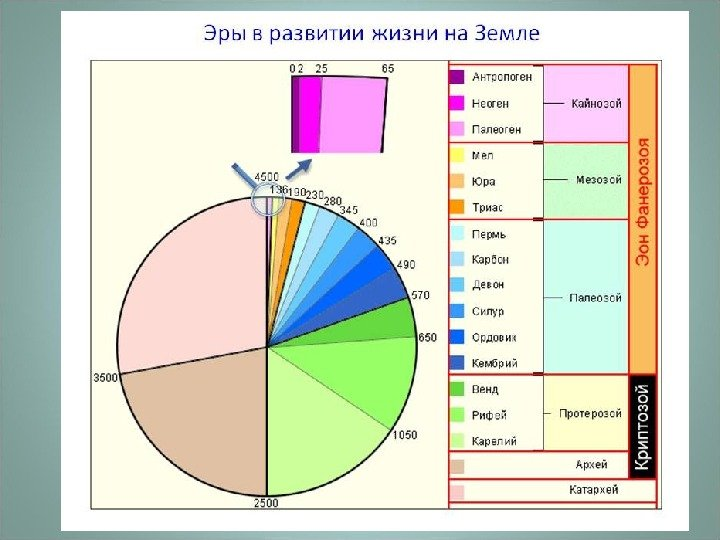 Эры в развитии жизни на Земле
0 2 25 65
4500
136
190
230
280
345
400
435
490
570
650
1050
2500
3500
Антропоген
Неоген
Палеоген
Кайнозой
Мел
Юра
Триас
Мезозой
Пермь
Карбон
Девон
Силур
Ордовик
Кембрий
Палеозой
Эон Фанерозоя
Венд
Рифей
Карелий
Протерозой
Архей
Криптозой
Катархей